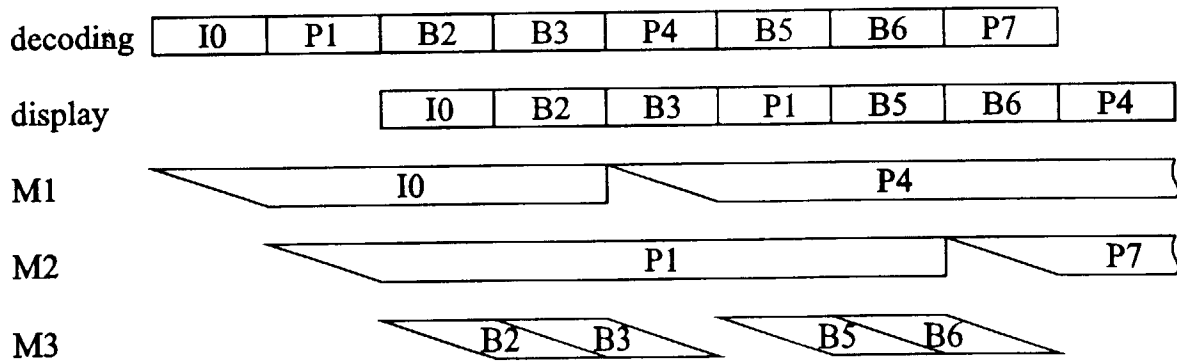 decoding I0 P1 B2 B3 P4 B5 B6 P7
display I0 B2 B3 P1 B5 B6 P4
M1 I0 P4
M2 P1 P7
M3 B2 B3 B5 B6